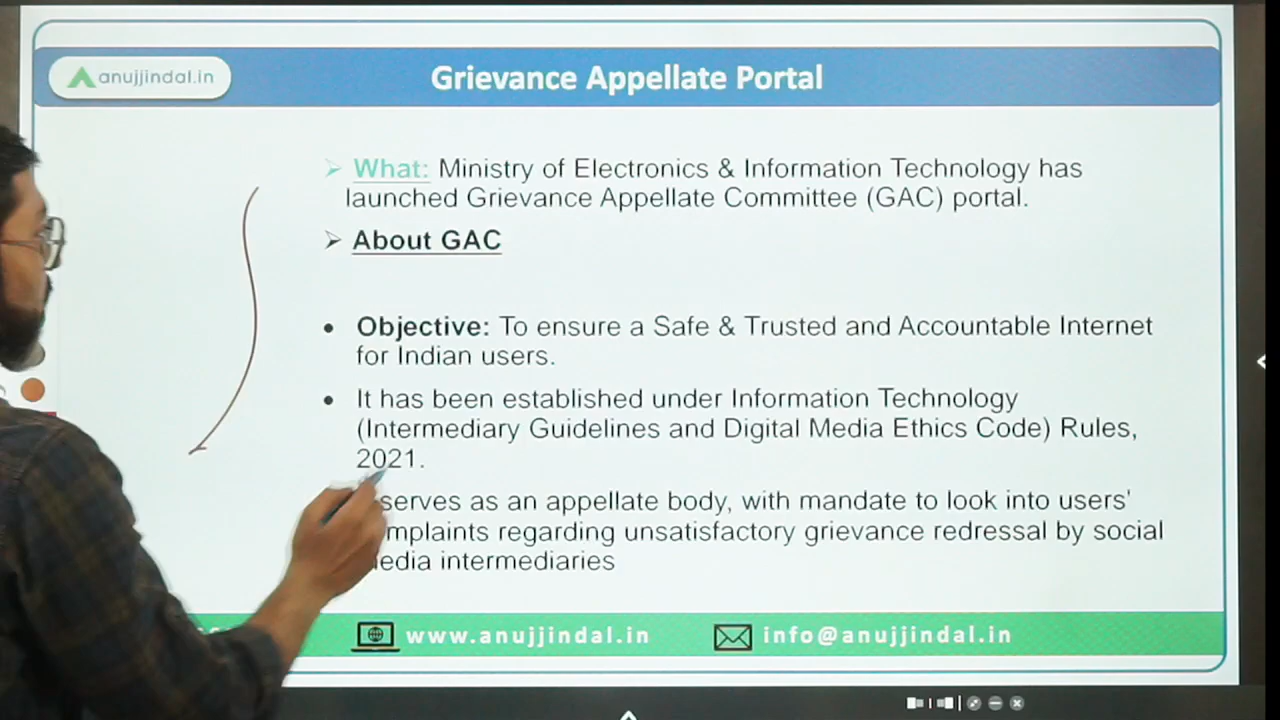 anujjindal.in
Grievance Appellate Portal
What: Ministry of Electronics & Information Technology has
launched Grievance Appellate Committee (GAC) portal.
About GAC
Objective: To ensure a Safe & Trusted and Accountable Internet
for Indian users.
It has been established under Information Technology
(Intermediary Guidelines and Digital Media Ethics Code) Rules,
2021.
serves as an appellate body, with mandate to look into users'
mplaints regarding unsatisfactory grievance redressal by social
edia intermediaries
www.anujjindal.in
info@anujjindal.in